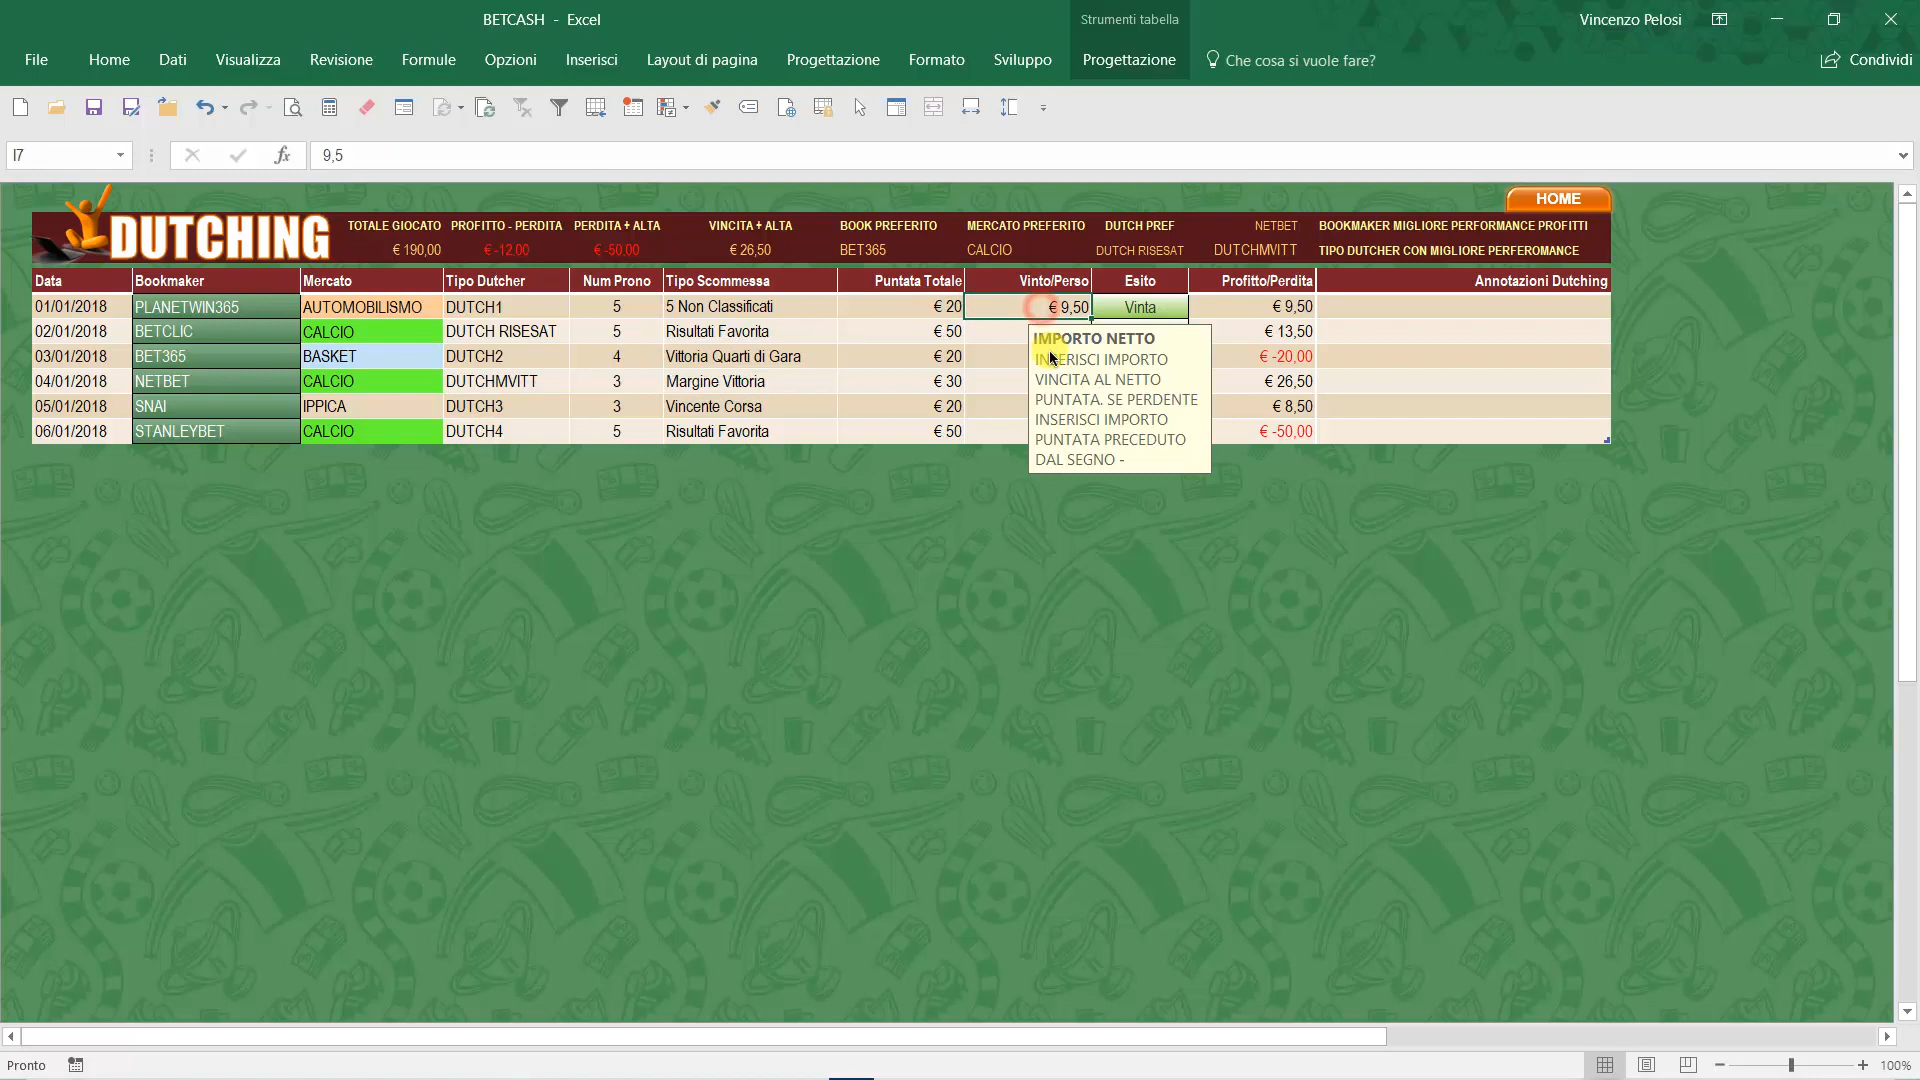 BETCASH - Excel
Strumenti tabella
Vincenzo Pelosi
File Home Dati Visualizza Revisione Formule Opzioni Inserisci Layout di pagina Progettazione Formato Sviluppo Progettazione Che cosa si vuole fare? Condividi
I7 fx 9,5
HOME
DUTCHING
TOTALE GIOCATO PROFITTO - PERDITA PERDITA + ALTA VINCITA + ALTA BOOK PREFERITO MERCATO PREFERITO DUTCH PREF NETBET BOOKMAKER MIGLIORE PERFORMANCE PROFITTI
€ 190,00 € -12,00 € -50,00 € 26,50 BET365 CALCIO DUTCH RISESAT DUTCHMVITT TIPO DUTCHER CON MIGLIORE PERFEROMANCE
Data Bookmaker Mercato Tipo Dutcher Num Prono Tipo Scommessa Puntata Totale Vinto/Perso Esito Profitto/Perdita Annotazioni Dutching
01/01/2018 PLANETWIN365 AUTOMOBILISMO DUTCH1 5 5 Non Classificati € 20 € 9,50 Vinta € 9,50
02/01/2018 BETCLIC CALCIO DUTCH RISESAT 5 Risultati Favorita € 50 € 13,50
03/01/2018 BET365 BASKET DUTCH2 4 Vittoria Quarti di Gara € 20 € -20,00
04/01/2018 NETBET CALCIO DUTCHMVITT 3 Margine Vittoria € 30 € 26,50
05/01/2018 SNAI IPPICA DUTCH3 3 Vincente Corsa € 20 € 8,50
06/01/2018 STANLEYBET CALCIO DUTCH4 5 Risultati Favorita € 50 € -50,00
IMPORTO NETTO
INSERISCI IMPORTO
VINCITA AL NETTO
PUNTATA. SE PERDENTE
INSERISCI IMPORTO
PUNTATA PRECEDUTO
DAL SEGNO -
Pronto
100%